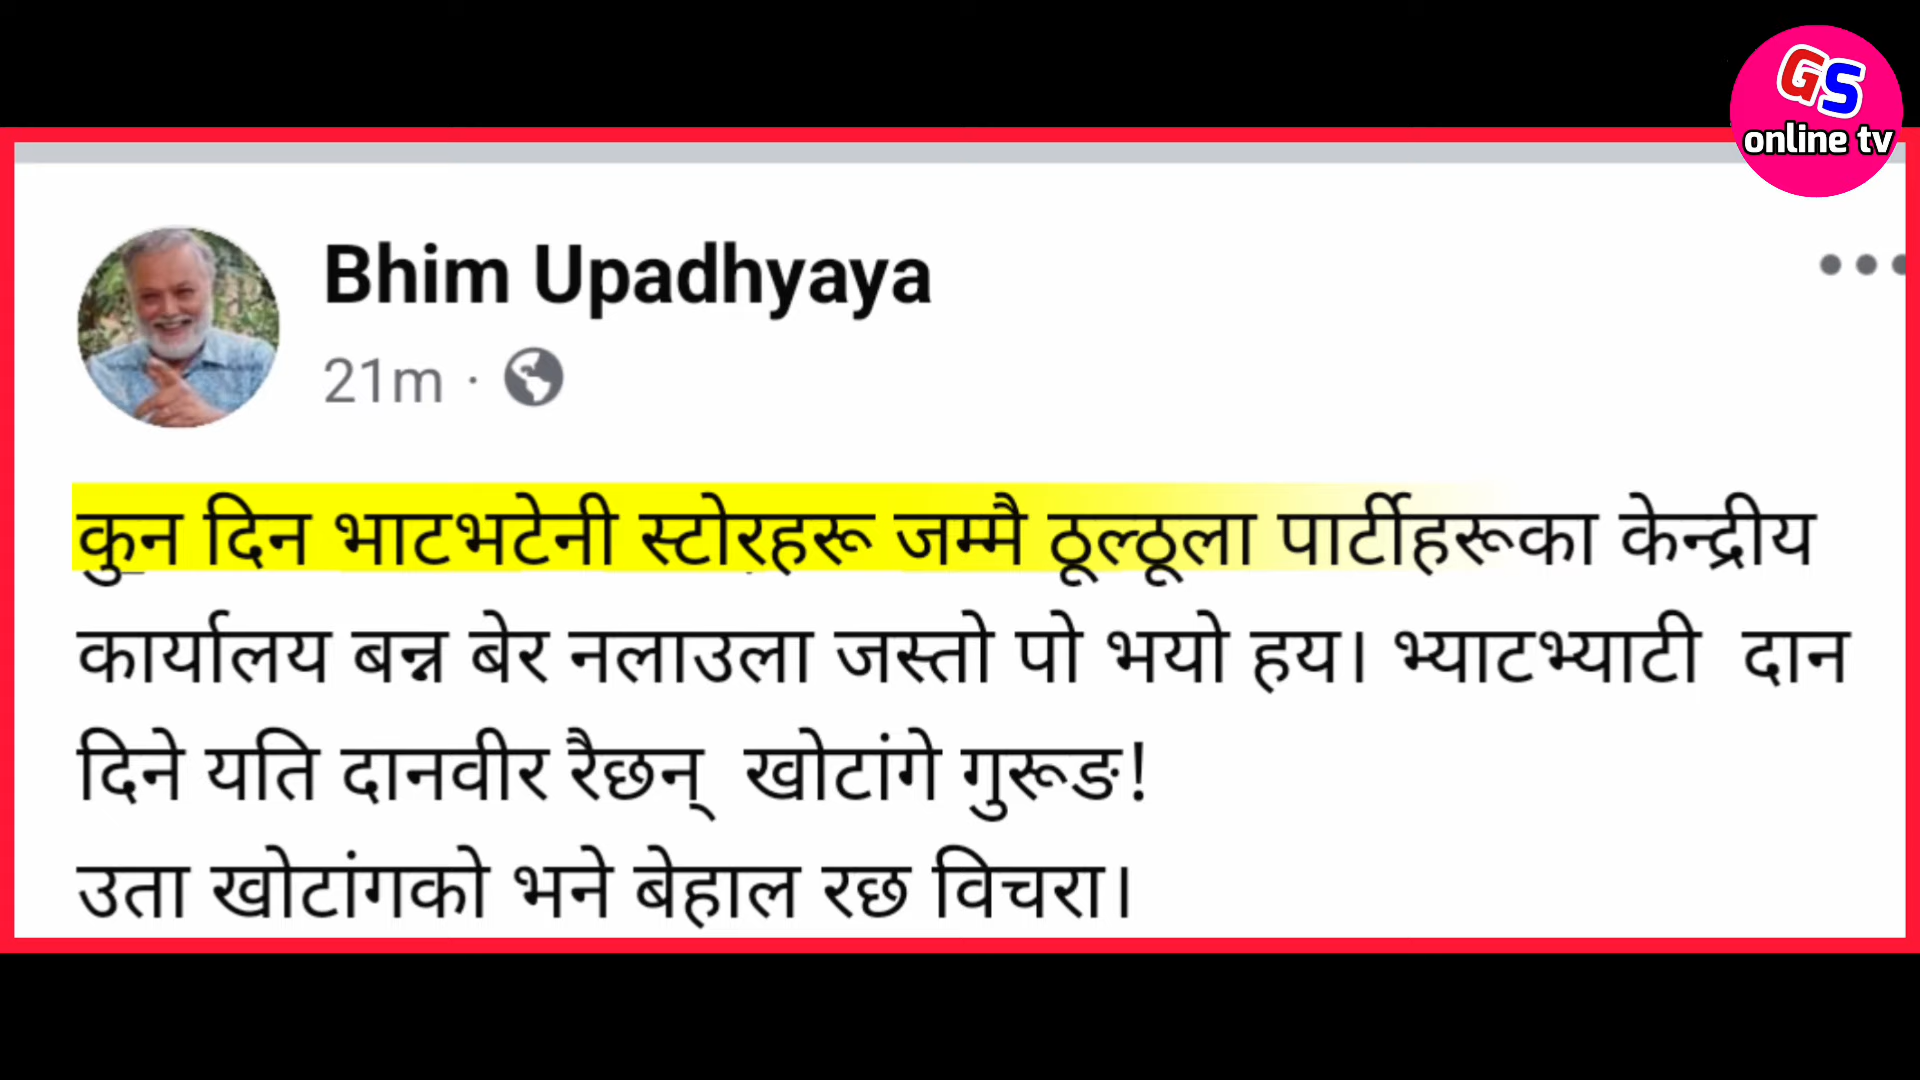 GS
online tv
Bhim Upadhyaya
21m ·
कुन दिन भाटभटेनी स्टोरहरू जम्मै ठूल्ठूला पार्टीहरूका केन्द्रीय
कार्यालय बन्न बेर नलाउला जस्तो पो भयो हय। भ्याटभ्याटी दान
दिने यति दानवीर रैछन् खोटांगे गुरूङ!
उता खोटांगको भने बेहाल रछ विचरा।